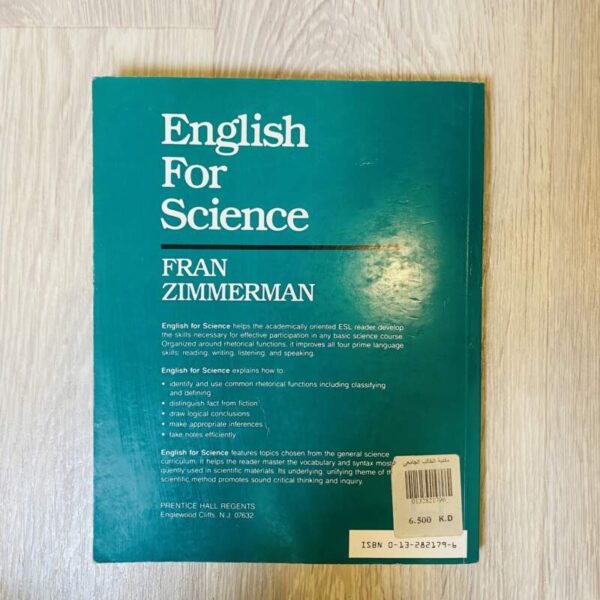 English
For
Science
FRAN
ZIMMERMAN
English for Science helps the academically oriented ESL reader develop
the skills necessary for effective participation in any basic science course.
Organized around rhetorical functions, it improves all four prime language
skills: reading, writing, listening, and speaking.
English for Science explains how to:
• identify and use common rhetorical functions including classifying
and defining
• distinguish fact from fiction
• draw logical conclusions
• make appropriate inferences
• take notes efficiently
English for Science features topics chosen from the general science
curriculum. It helps the reader master the vocabulary and syntax most
quently used in scientific materials. Its underlying, unifying theme of
scientific method promotes sound critical thinking and inquiry.
PRENTICE HALL REGENTS
Englewood Cliffs, N.J. 07632
مكتبة الطالب الجامعي
0132821796
6.500 K.D
ISBN 0-13-282179-6